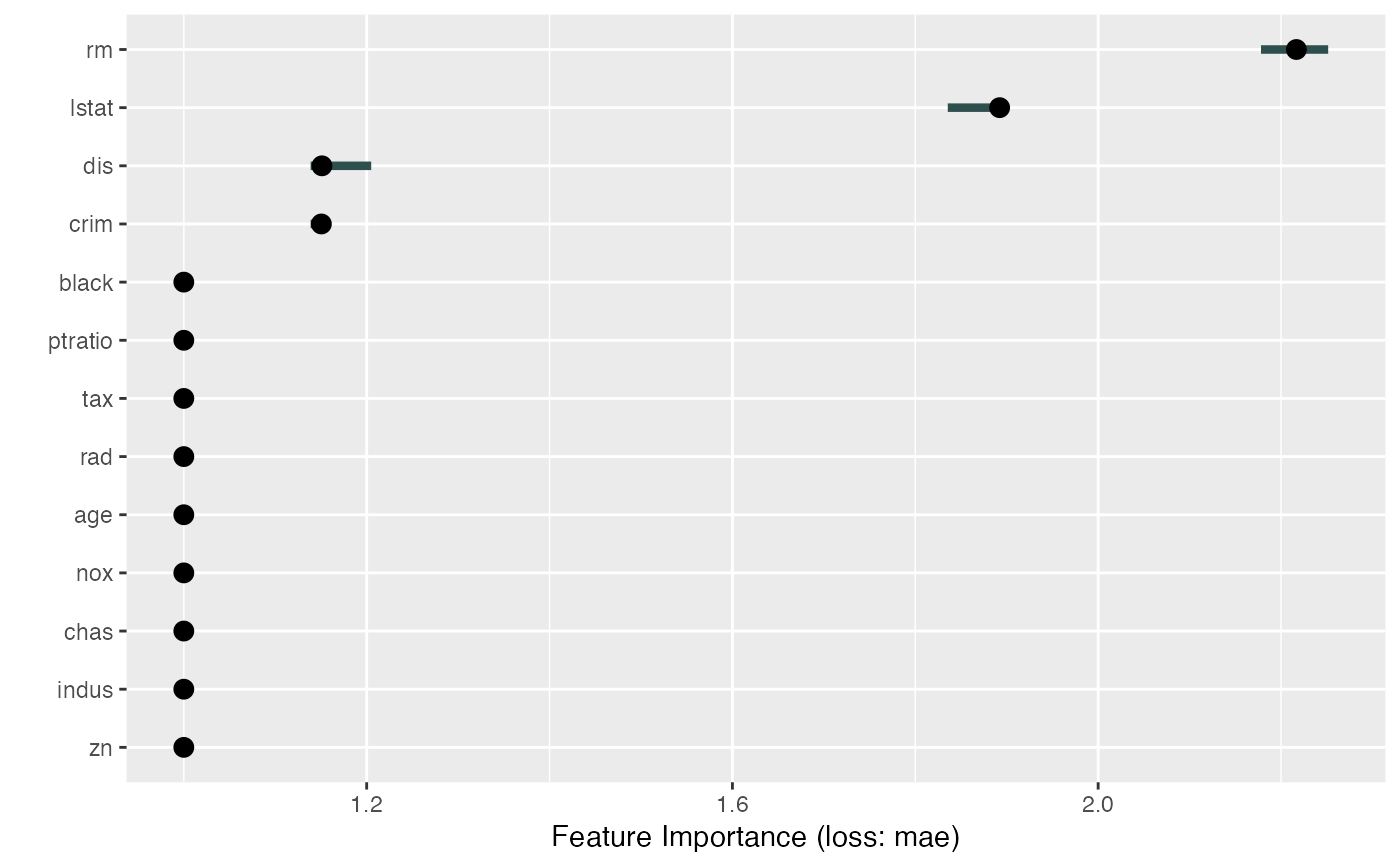 rm
lstat
dis
crim
black
ptratio
tax
rad
age
nox
chas
indus
zn
1.2 1.6 2.0
Feature Importance (loss: mae)